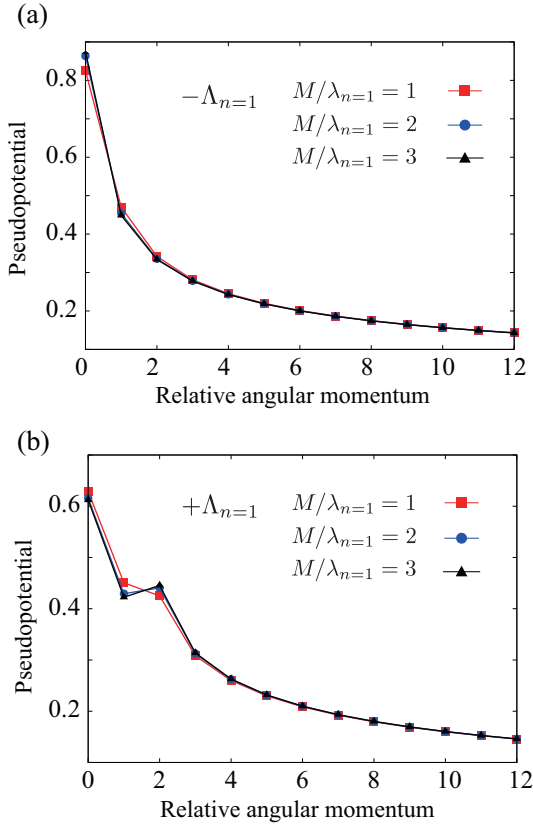 (a)
0.8
0.6
0.4
0.2
Pseudopotential
−Λₙ₌₁
M/λₙ₌₁ = 1
M/λₙ₌₁ = 2
M/λₙ₌₁ = 3
0 2 4 6 8 10 12
Relative angular momentum
(b)
0.6
0.4
0.2
Pseudopotential
+Λₙ₌₁
M/λₙ₌₁ = 1
M/λₙ₌₁ = 2
M/λₙ₌₁ = 3
0 2 4 6 8 10 12
Relative angular momentum